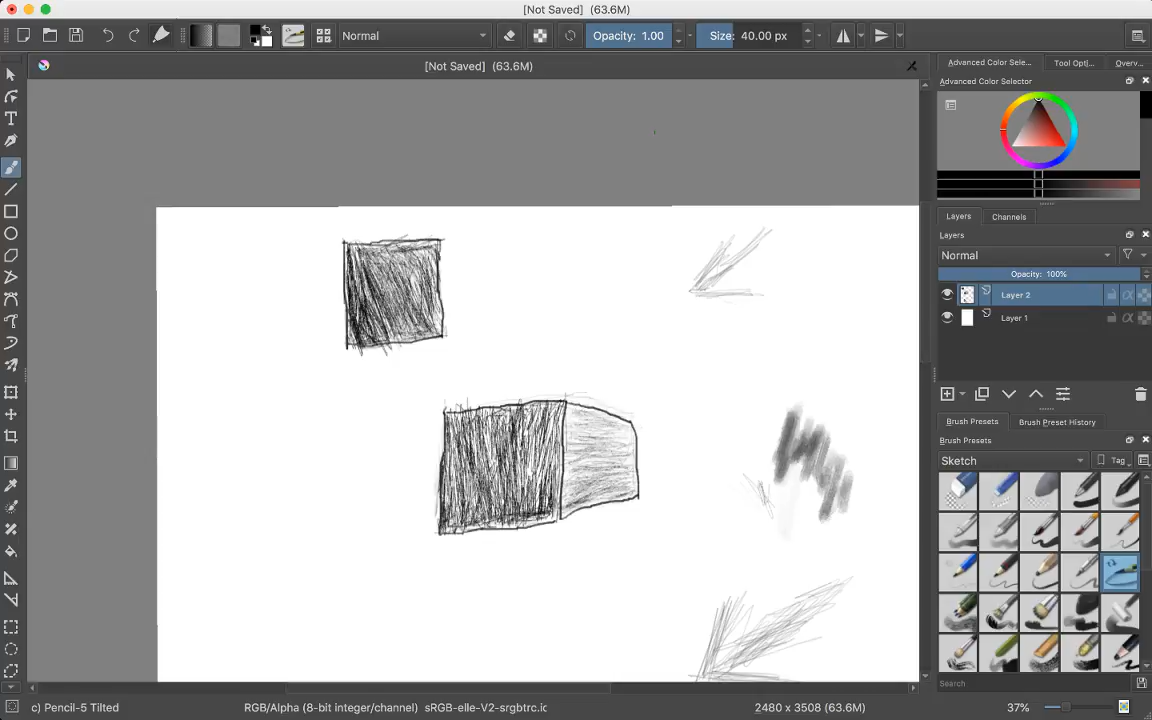 [Not Saved]  (63.6M)
Normal
Opacity: 1.00
Size: 40.00 px
[Not Saved]  (63.6M)
Advanced Color Sele...
Tool Opti...
Overv...
Advanced Color Selector
Layers
Channels
Layers
Normal
Opacity: 100%
Layer 2
Layer 1
Brush Presets
Brush Preset History
Brush Presets
Sketch
Tag
Search
c) Pencil-5 Tilted
RGB/Alpha (8-bit integer/channel)  sRGB-elle-V2-srgbtrc.ic
2480 x 3508 (63.6M)
37%